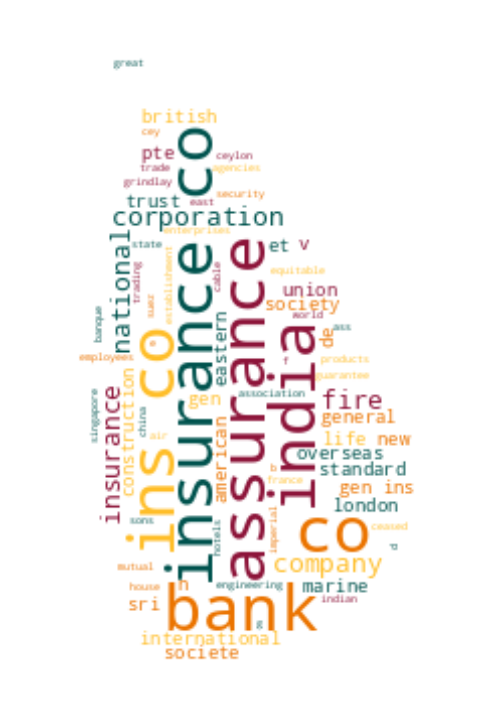 great
british
cey
co
pte
ceylon
trade
agencies
grindlay
security
trust
east
corporation
enterprises
national
state
et
v
insurance co
assurance
establishment
cable
trading
equitable
suez
union
society
world
banque
eastern
india
ins co
de
ass
employees
f
products
guarantee
construction
singapore
insurance
gen
association
fire
china
general
american
air
life
new
overseas
standard
b
france
gen ins
london
imperial
sons
hotels
co
ceased
p
company
mutual
house
h
engineering
marine
sri
bank
indian
g
international
societe